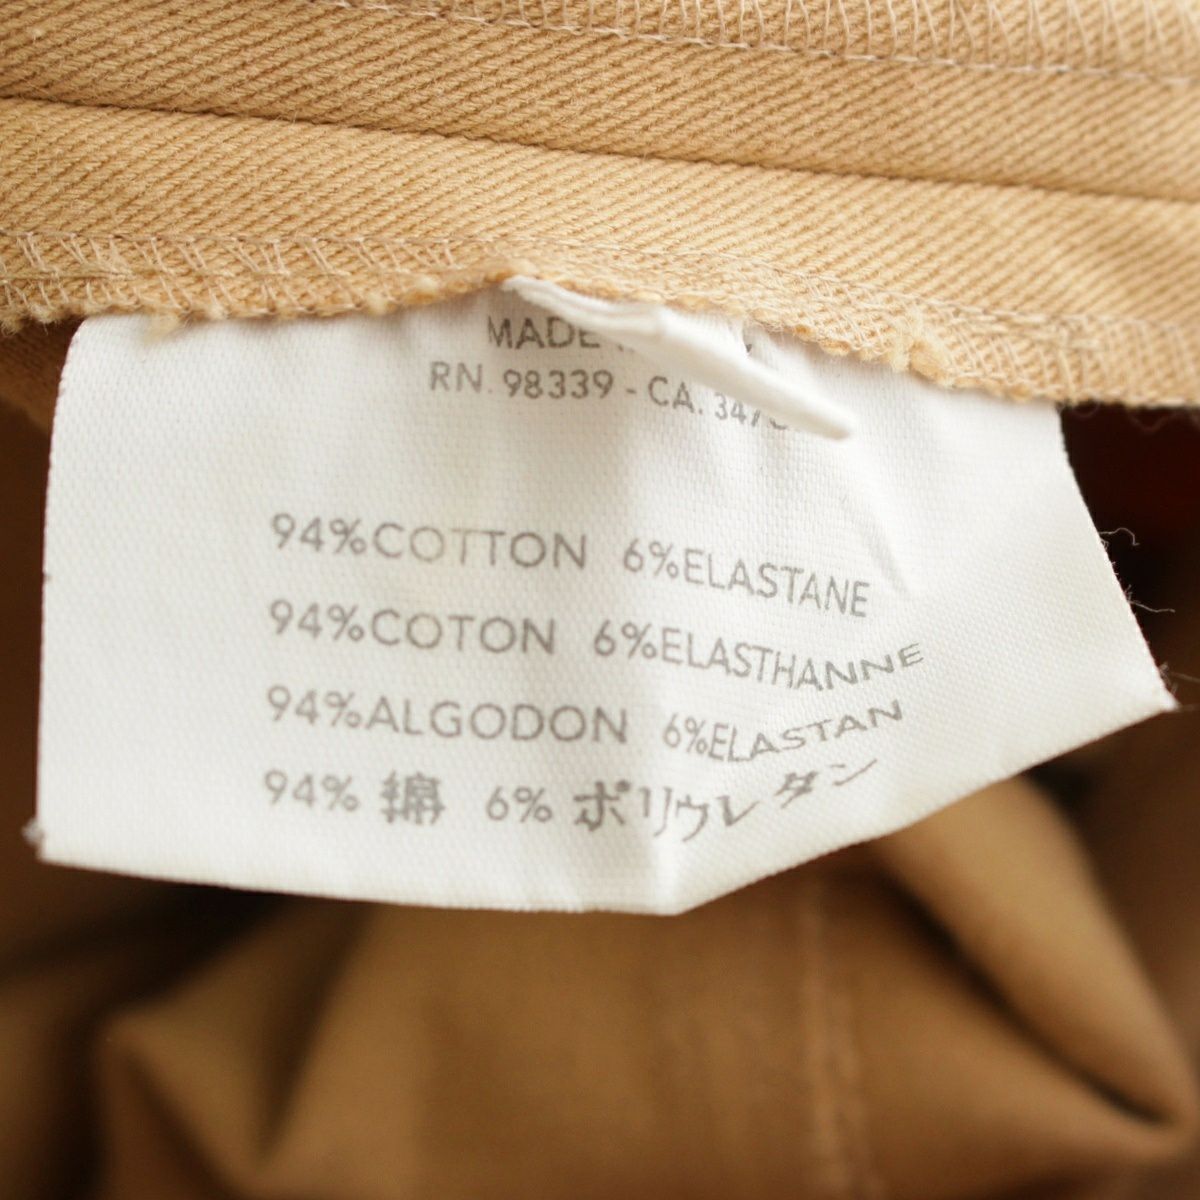 MADE
RN. 98339 - CA.
94%COTTON 6%ELASTANE
94%COTON 6%ELASTHANNE
94%ALGODON 6%ELASTAN
94% 綿 6% ポリウレタン